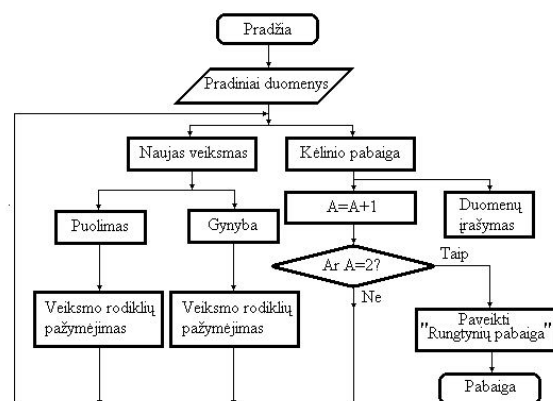 Pradžia
Pradiniai duomenys
Naujas veiksmas
Kėlinio pabaiga
Puolimas
Gynyba
A=A+1
Duomenų
įrašymas
Ar A=2?
Taip
Ne
Veiksmo rodiklių
pažymėjimas
Veiksmo rodiklių
pažymėjimas
Paveikti
"Rungtynių pabaiga"
Pabaiga